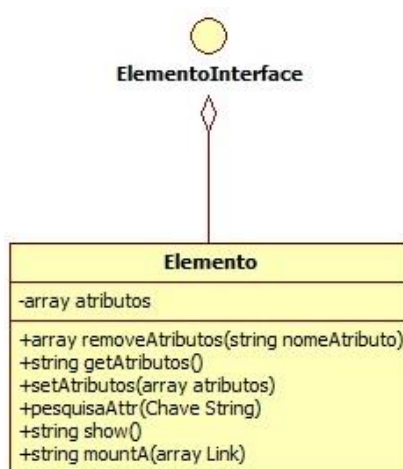 ElementoInterface
Elemento
-array atributos
+array removeAtributos(string nomeAtributo)
+string getAtributos()
+setAtributos(array atributos)
+pesquisaAttr(Chave String)
+string show()
+string mountA(array Link)